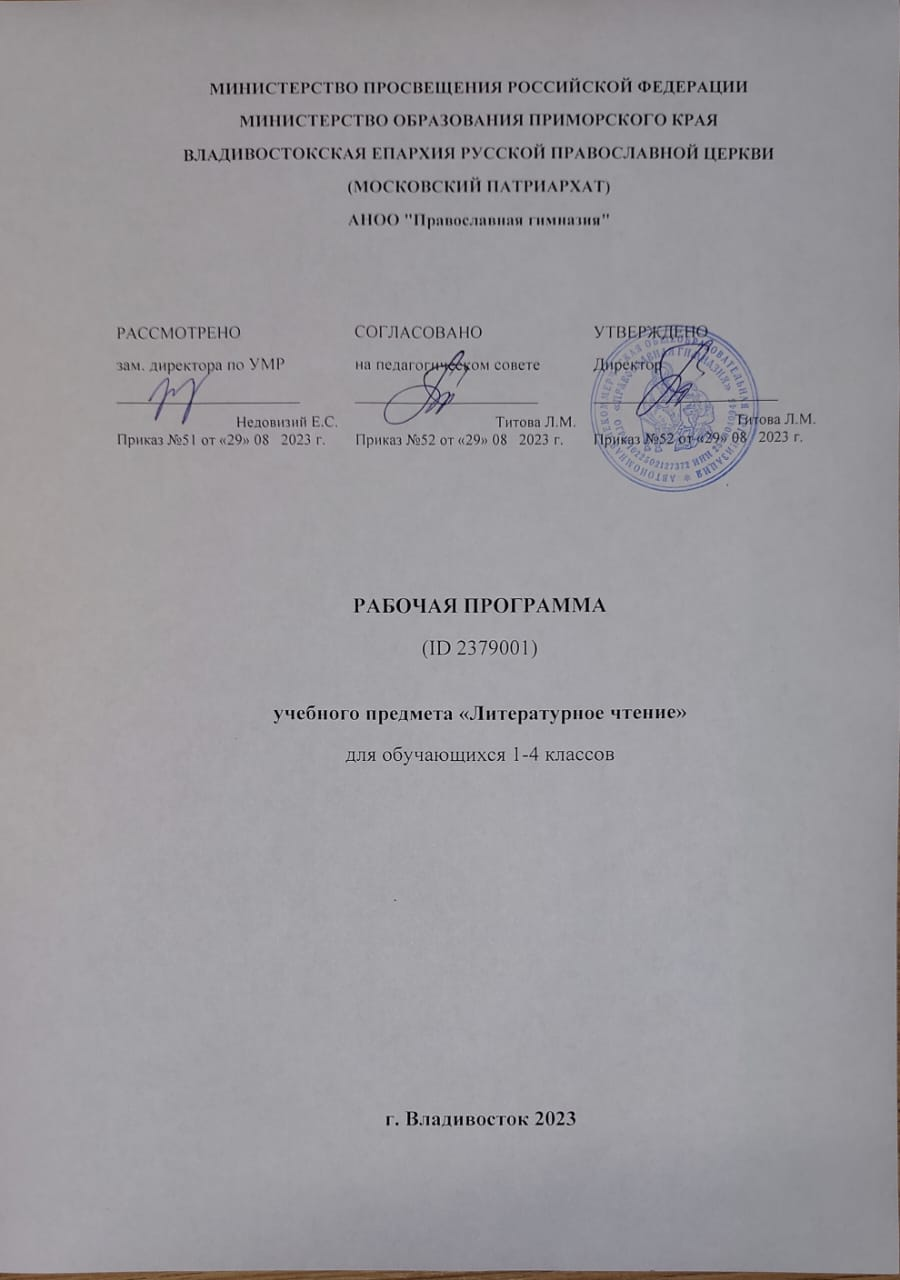 МИНИСТЕРСТВО ПРОСВЕЩЕНИЯ РОССИЙСКОЙ ФЕДЕРАЦИИ
МИНИСТЕРСТВО ОБРАЗОВАНИЯ ПРИМОРСКОГО КРАЯ
ВЛАДИВОСТОКСКАЯ ЕПАРХИЯ РУССКОЙ ПРАВОСЛАВНОЙ ЦЕРКВИ
(МОСКОВСКИЙ ПАТРИАРХАТ)
АНОО "Православная гимназия"
РАССМОТРЕНО
зам. директора по УМР
Недовизий Е.С.
Приказ №51 от «29» 08 2023 г.
СОГЛАСОВАНО
на педагогическом совете
Титова Л.М.
Приказ №52 от «29» 08 2023 г.
УТВЕРЖДЕНО
Директор
Титова Л.М.
Приказ №52 от «29» 08 2023 г.
РАБОЧАЯ ПРОГРАММА
(ID 2379001)
учебного предмета «Литературное чтение»
для обучающихся 1-4 классов
г. Владивосток 2023